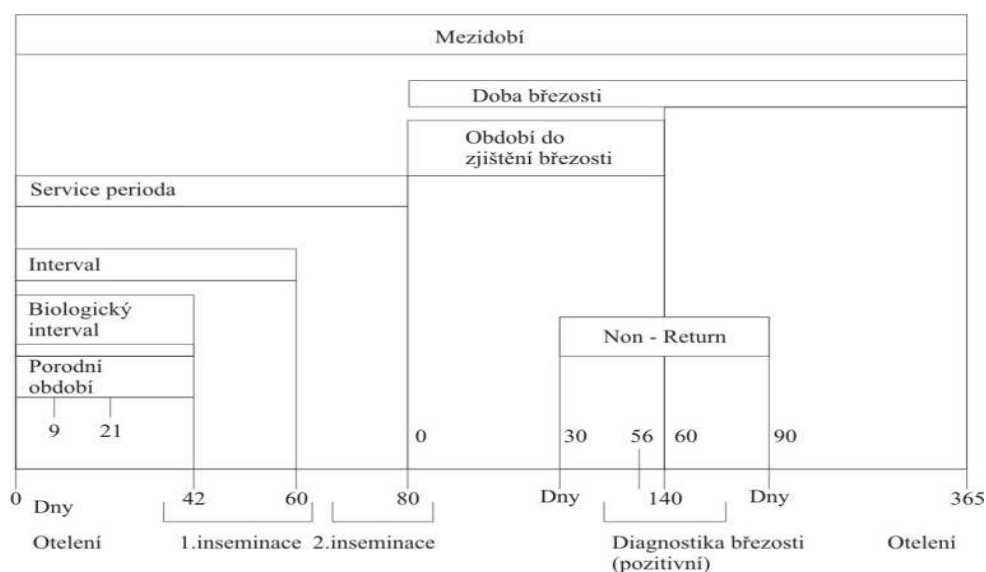 Mezidobí
Doba březosti
Období do
zjištění březosti
Service perioda
Interval
Biologický
interval
Non - Return
Porodní
období
9 21 0 30 56 60 90
0 Dny 42 60 80 Dny 140 Dny 365
Otelení 1.inseminace 2.inseminace Diagnostika březosti Otelení
(pozitivní)